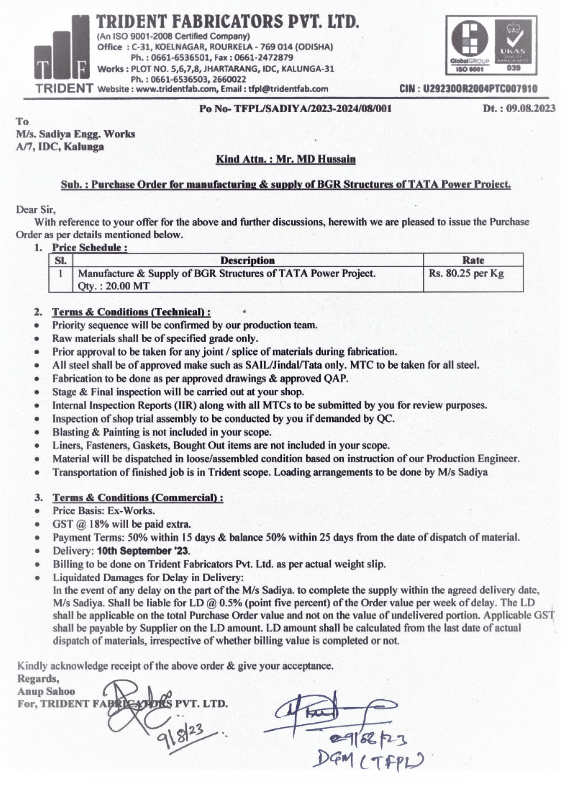 TRIDENT FABRICATORS PVT. LTD.
(An ISO 9001-2008 Certified Company)
Office : C-31, KOELNAGAR, ROURKELA - 769 014 (ODISHA)
Ph. : 0661-6536501, Fax : 0661-2472879
Works : PLOT NO. 5,6,7,8, JHARTARANG, IDC, KALUNGA-31
Ph. : 0661-6536503, 2660022
Website : www.tridentfab.com, Email : tfpl@tridentfab.com
T F
TRIDENT
GlobalGROUP
ISO 9001
UKAS
039
CIN : U29230OR2004PTC007910
Po No- TFPL/SADIYA/2023-2024/08/001 Dt. : 09.08.2023
To
M/s. Sadiya Engg. Works
A/7, IDC, Kalunga
Kind Attn. : Mr. MD Hussain
Sub. : Purchase Order for manufacturing & supply of BGR Structures of TATA Power Project.
Dear Sir,
With reference to your offer for the above and further discussions, herewith we are pleased to issue the Purchase
Order as per details mentioned below.
1. Price Schedule :
Sl. Description Rate
1 Manufacture & Supply of BGR Structures of TATA Power Project. Rs. 80.25 per Kg
Qty. : 20.00 MT
2. Terms & Conditions (Technical) :
• Priority sequence will be confirmed by our production team.
• Raw materials shall be of specified grade only.
• Prior approval to be taken for any joint / splice of materials during fabrication.
• All steel shall be of approved make such as SAIL/Jindal/Tata only. MTC to be taken for all steel.
• Fabrication to be done as per approved drawings & approved QAP.
• Stage & Final inspection will be carried out at your shop.
• Internal Inspection Reports (IIR) along with all MTCs to be submitted by you for review purposes.
• Inspection of shop trial assembly to be conducted by you if demanded by QC.
• Blasting & Painting is not included in your scope.
• Liners, Fasteners, Gaskets, Bought Out items are not included in your scope.
• Material will be dispatched in loose/assembled condition based on instruction of our Production Engineer.
• Transportation of finished job is in Trident scope. Loading arrangements to be done by M/s Sadiya
3. Terms & Conditions (Commercial) :
• Price Basis: Ex-Works.
• GST @ 18% will be paid extra.
• Payment Terms: 50% within 15 days & balance 50% within 25 days from the date of dispatch of material.
• Delivery: 10th September '23.
• Billing to be done on Trident Fabricators Pvt. Ltd. as per actual weight slip.
• Liquidated Damages for Delay in Delivery:
In the event of any delay on the part of the M/s Sadiya. to complete the supply within the agreed delivery date,
M/s Sadiya. Shall be liable for LD @ 0.5% (point five percent) of the Order value per week of delay. The LD
shall be applicable on the total Purchase Order value and not on the value of undelivered portion. Applicable GST
shall be payable by Supplier on the LD amount. LD amount shall be calculated from the last date of actual
dispatch of materials, irrespective of whether billing value is completed or not.
Kindly acknowledge receipt of the above order & give your acceptance.
Regards,
Anup Sahoo
For, TRIDENT FABRICATORS PVT. LTD.
9/8/23
09/08/23
DGM (TFPL)